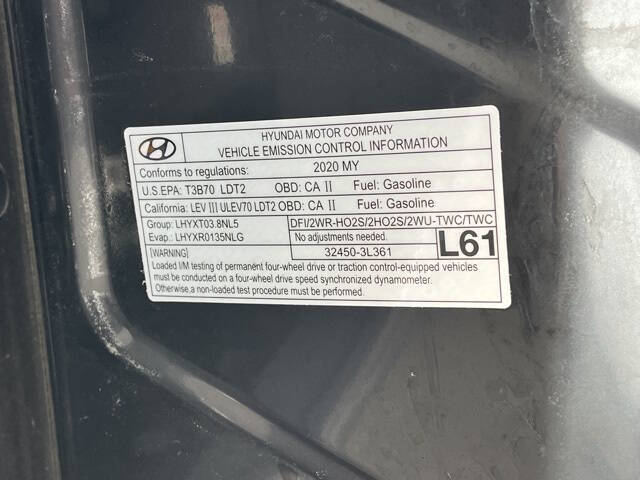 HYUNDAI MOTOR COMPANY
VEHICLE EMISSION CONTROL INFORMATION
Conforms to regulations: 2020 MY
U.S.EPA: T3B70 LDT2 OBD: CA II Fuel: Gasoline
California: LEV III ULEV70 LDT2 OBD: CA II Fuel: Gasoline
Group: LHYXT03.8NL5 DFI/2WR-HO2S/2HO2S/2WU-TWC/TWC
Evap.: LHYXR0135NLG No adjustments needed. L61
[WARNING] 32450-3L361
Loaded I/M testing of permanent four-wheel drive or traction control-equipped vehicles
must be conducted on a four-wheel drive speed synchronized dynamometer.
Otherwise,a non-loaded test procedure must be performed.